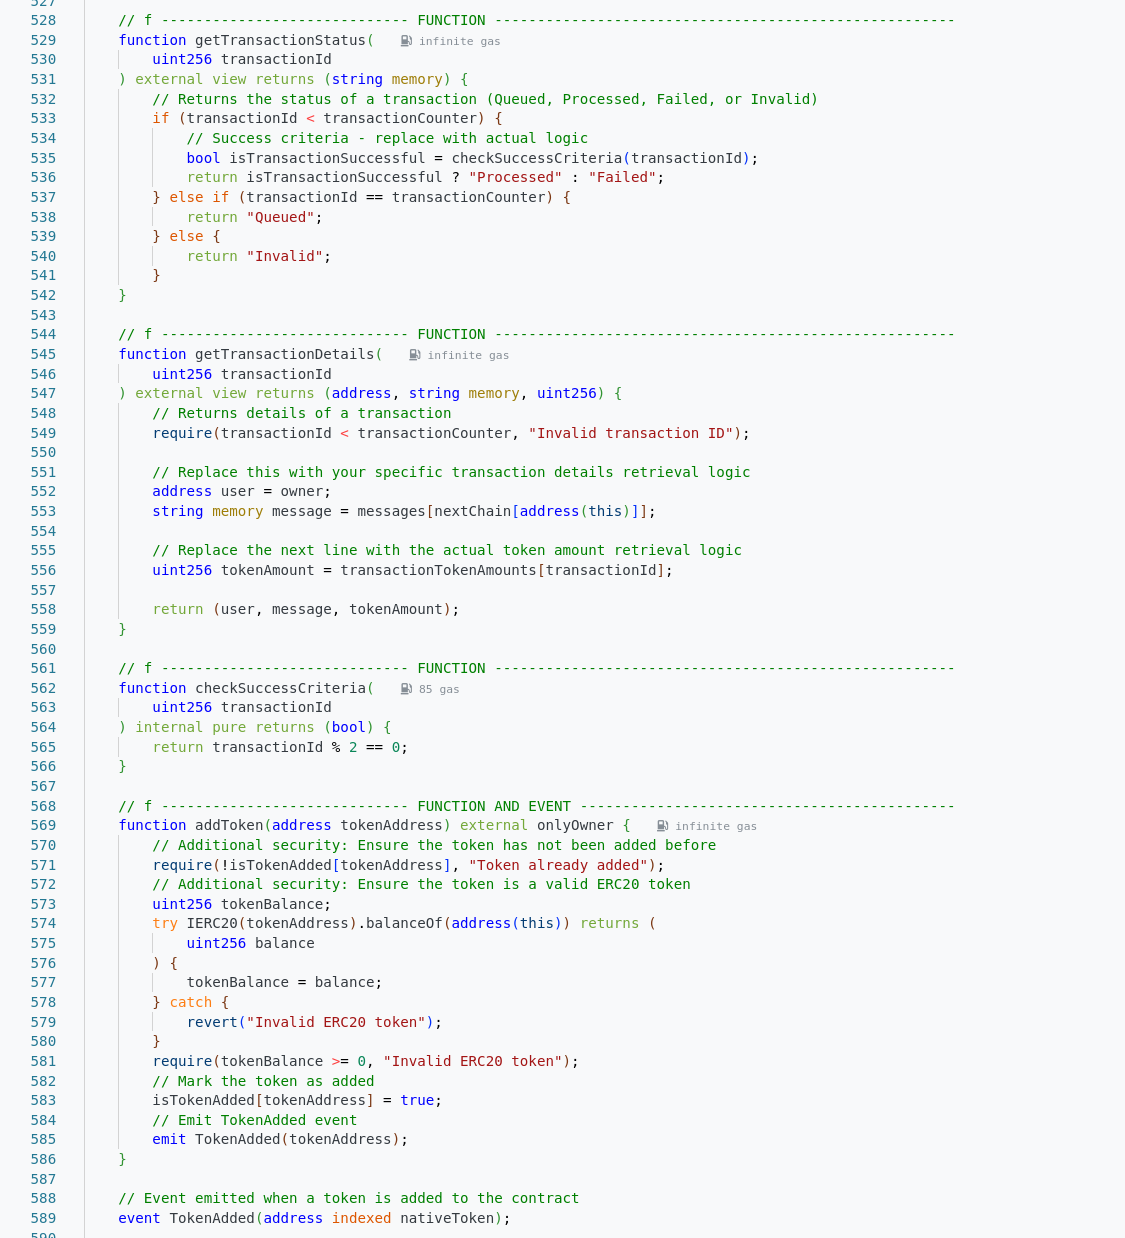 527
528 // f ----------------------------- FUNCTION ------------------------------------------------------
529 function getTransactionStatus( infinite gas
530 uint256 transactionId
531 ) external view returns (string memory) {
532 // Returns the status of a transaction (Queued, Processed, Failed, or Invalid)
533 if (transactionId < transactionCounter) {
534 // Success criteria - replace with actual logic
535 bool isTransactionSuccessful = checkSuccessCriteria(transactionId);
536 return isTransactionSuccessful ? "Processed" : "Failed";
537 } else if (transactionId == transactionCounter) {
538 return "Queued";
539 } else {
540 return "Invalid";
541 }
542 }
543
544 // f ----------------------------- FUNCTION ------------------------------------------------------
545 function getTransactionDetails( infinite gas
546 uint256 transactionId
547 ) external view returns (address, string memory, uint256) {
548 // Returns details of a transaction
549 require(transactionId < transactionCounter, "Invalid transaction ID");
550
551 // Replace this with your specific transaction details retrieval logic
552 address user = owner;
553 string memory message = messages[nextChain[address(this)]];
554
555 // Replace the next line with the actual token amount retrieval logic
556 uint256 tokenAmount = transactionTokenAmounts[transactionId];
557
558 return (user, message, tokenAmount);
559 }
560
561 // f ----------------------------- FUNCTION ------------------------------------------------------
562 function checkSuccessCriteria( 85 gas
563 uint256 transactionId
564 ) internal pure returns (bool) {
565 return transactionId % 2 == 0;
566 }
567
568 // f ----------------------------- FUNCTION AND EVENT --------------------------------------------
569 function addToken(address tokenAddress) external onlyOwner { infinite gas
570 // Additional security: Ensure the token has not been added before
571 require(!isTokenAdded[tokenAddress], "Token already added");
572 // Additional security: Ensure the token is a valid ERC20 token
573 uint256 tokenBalance;
574 try IERC20(tokenAddress).balanceOf(address(this)) returns (
575 uint256 balance
576 ) {
577 tokenBalance = balance;
578 } catch {
579 revert("Invalid ERC20 token");
580 }
581 require(tokenBalance >= 0, "Invalid ERC20 token");
582 // Mark the token as added
583 isTokenAdded[tokenAddress] = true;
584 // Emit TokenAdded event
585 emit TokenAdded(tokenAddress);
586 }
587
588 // Event emitted when a token is added to the contract
589 event TokenAdded(address indexed nativeToken);
590